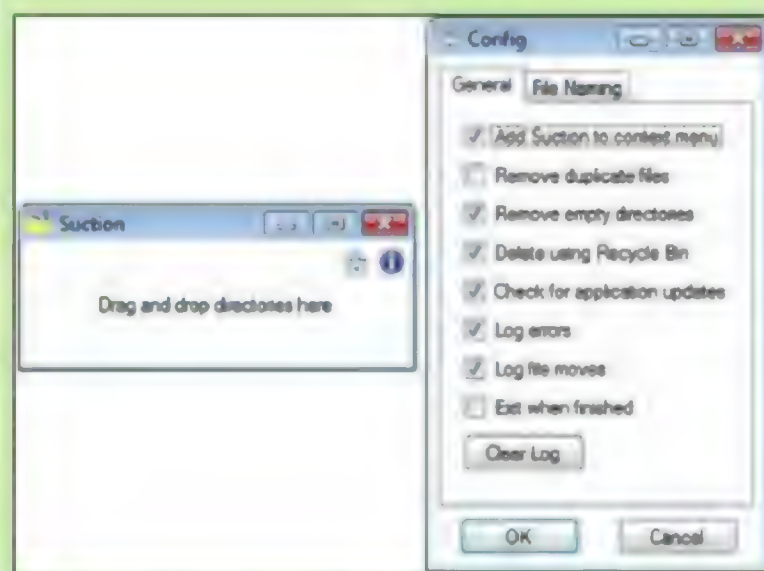 Suction
Drag and drop directories here
Config
General
File Naming
Add Suction to context menu
Remove duplicate files
Remove empty directories
Delete using Recycle Bin
Check for application updates
Log errors
Log file moves
Exit when finished
Clear Log
OK
Cancel